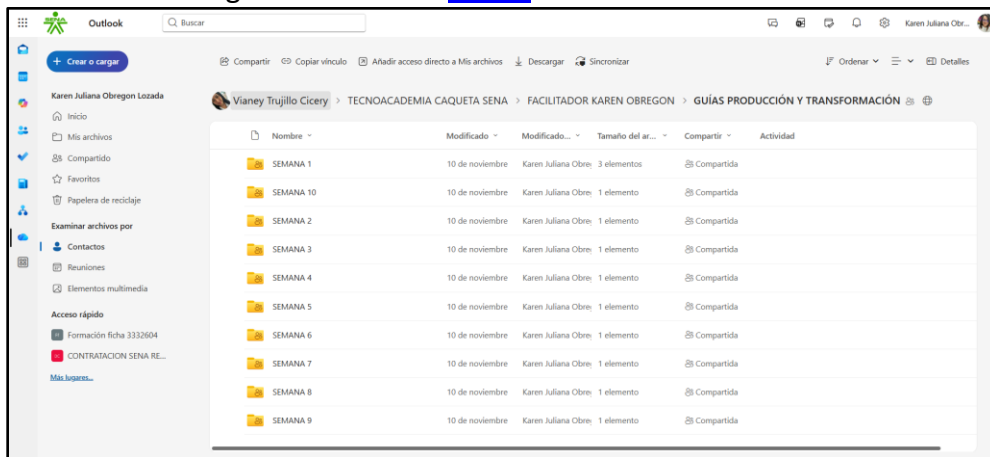 SENA
Outlook
Buscar
Karen Juliana Obr...
+ Crear o cargar
Compartir Copiar vínculo Añadir acceso directo a Mis archivos Descargar Sincronizar
Ordenar Detalles
Karen Juliana Obregon Lozada
Inicio
Mis archivos
Compartido
Favoritos
Papelera de reciclaje
Examinar archivos por
Contactos
Reuniones
Elementos multimedia
Acceso rápido
Formación ficha 3332604
CONTRATACION SENA RE...
Más lugares...
Vianey Trujillo Cicery > TECNOACADEMIA CAQUETA SENA > FACILITADOR KAREN OBREGON > GUÍAS PRODUCCIÓN Y TRANSFORMACIÓN
Nombre Modificado Modificado... Tamaño del ar... Compartir Actividad
SEMANA 1 10 de noviembre Karen Juliana Obre 3 elementos Compartida
SEMANA 10 10 de noviembre Karen Juliana Obre 1 elemento Compartida
SEMANA 2 10 de noviembre Karen Juliana Obre 1 elemento Compartida
SEMANA 3 10 de noviembre Karen Juliana Obre 1 elemento Compartida
SEMANA 4 10 de noviembre Karen Juliana Obre 1 elemento Compartida
SEMANA 5 10 de noviembre Karen Juliana Obre 1 elemento Compartida
SEMANA 6 10 de noviembre Karen Juliana Obre 1 elemento Compartida
SEMANA 7 10 de noviembre Karen Juliana Obre 1 elemento Compartida
SEMANA 8 10 de noviembre Karen Juliana Obre 1 elemento Compartida
SEMANA 9 10 de noviembre Karen Juliana Obre 1 elemento Compartida